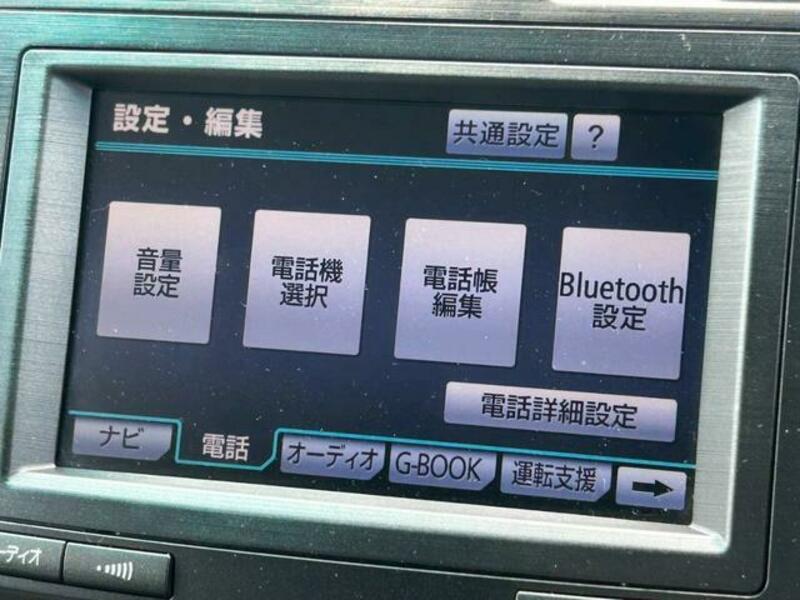 設定・編集
共通設定
?
音量
設定
電話機
選択
電話帳
編集
Bluetooth
設定
電話詳細設定
ナビ
電話
オーディオ
G-BOOK
運転支援
ーディオ